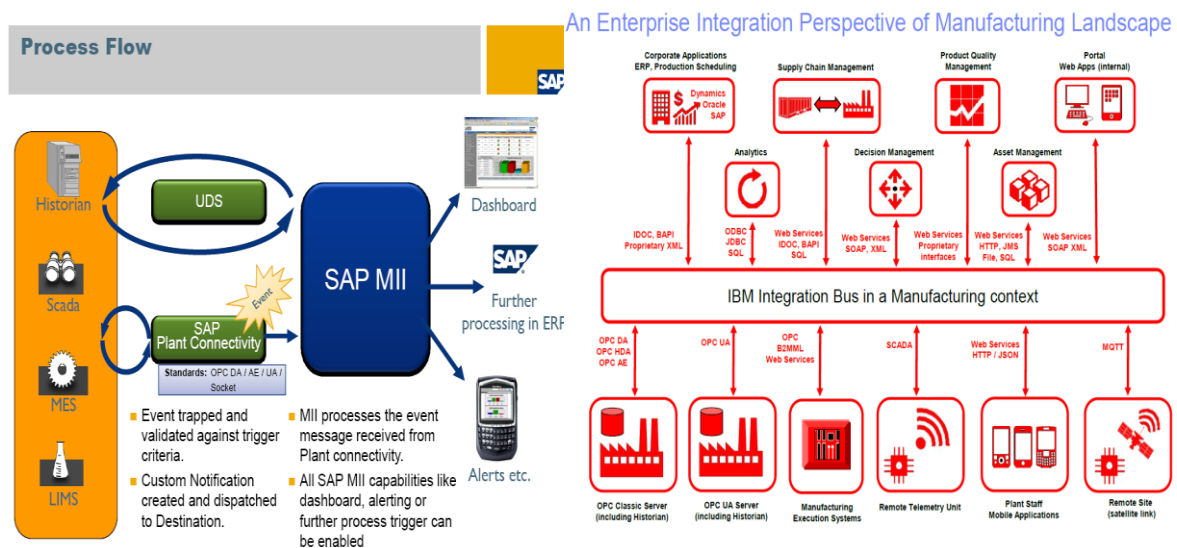 Process Flow
SAP
Historian
Scada
MES
LIMS
UDS
SAP
Plant Connectivity
Event
Standards: OPC DA / AE / UA /
Socket
SAP MII
Dashboard
SAP
Further
processing in ERF
Alerts etc.
Event trapped and
validated against trigger
criteria.
Custom Notification
created and dispatched
to Destination.
MII processes the event
message received from
Plant connectivity.
All SAP MII capabilities like
dashboard, alerting or
further process trigger can
be enabled
An Enterprise Integration Perspective of Manufacturing Landscape
Corporate Applications
ERP, Production Scheduling
$
Dynamics
Oracle
SAP
Supply Chain Management
Product Quality
Management
Portal
Web Apps (internal)
Analytics
Decision Management
Asset Management
IDOC, BAPI
Proprietary XML
ODBC
JDBC
SQL
Web Services
IDOC, BAPI
SQL
Web Services
SOAP, XML
Web Services
Proprietary
interfaces
Web Services
HTTP, JMS
File, SQL
Web Services
SOAP XML
IBM Integration Bus in a Manufacturing context
OPC DA
OPC HDA
OPC AE
OPC UA
OPC
B2MML
Web Services
SCADA
Web Services
HTTP / JSON
MQTT
OPC Classic Server
(including Historian)
OPC UA Server
(including Historian)
Manufacturing
Execution Systems
Remote Telemetry Unit
Plant Staff
Mobile Applications
Remote Site
(satellite link)